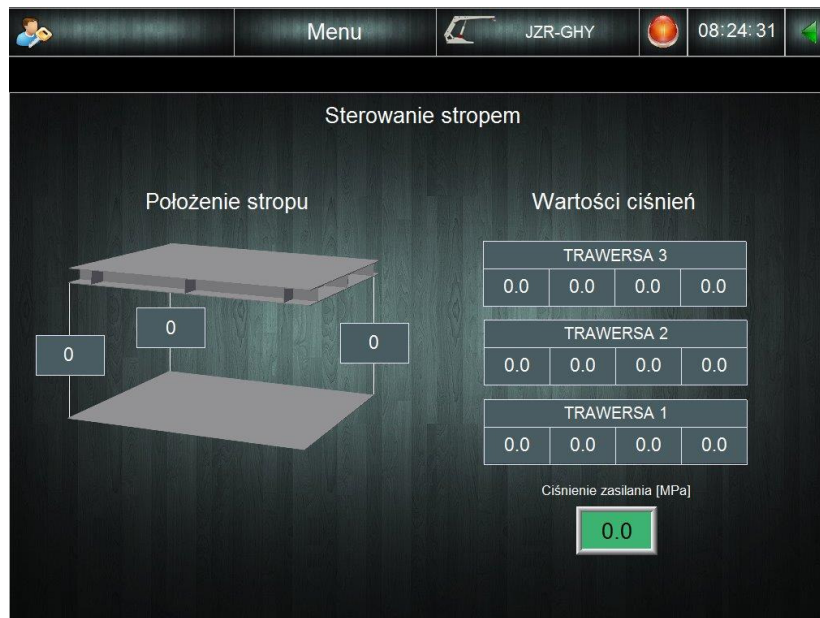 Menu JZR-GHY 08:24:31
Sterowanie stropem
Położenie stropu
0
0
0
Wartości ciśnień
TRAWERSA 3
0.0 0.0 0.0 0.0
TRAWERSA 2
0.0 0.0 0.0 0.0
TRAWERSA 1
0.0 0.0 0.0 0.0
Ciśnienie zasilania [MPa]
0.0